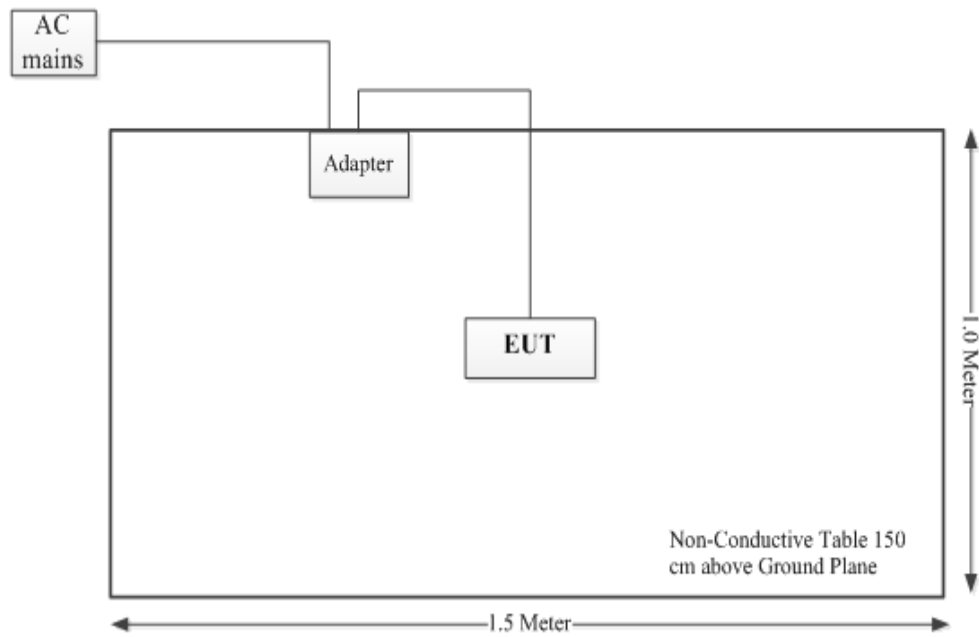 AC
mains
Adapter
EUT
1.0 Meter
Non-Conductive Table 150
cm above Ground Plane
1.5 Meter